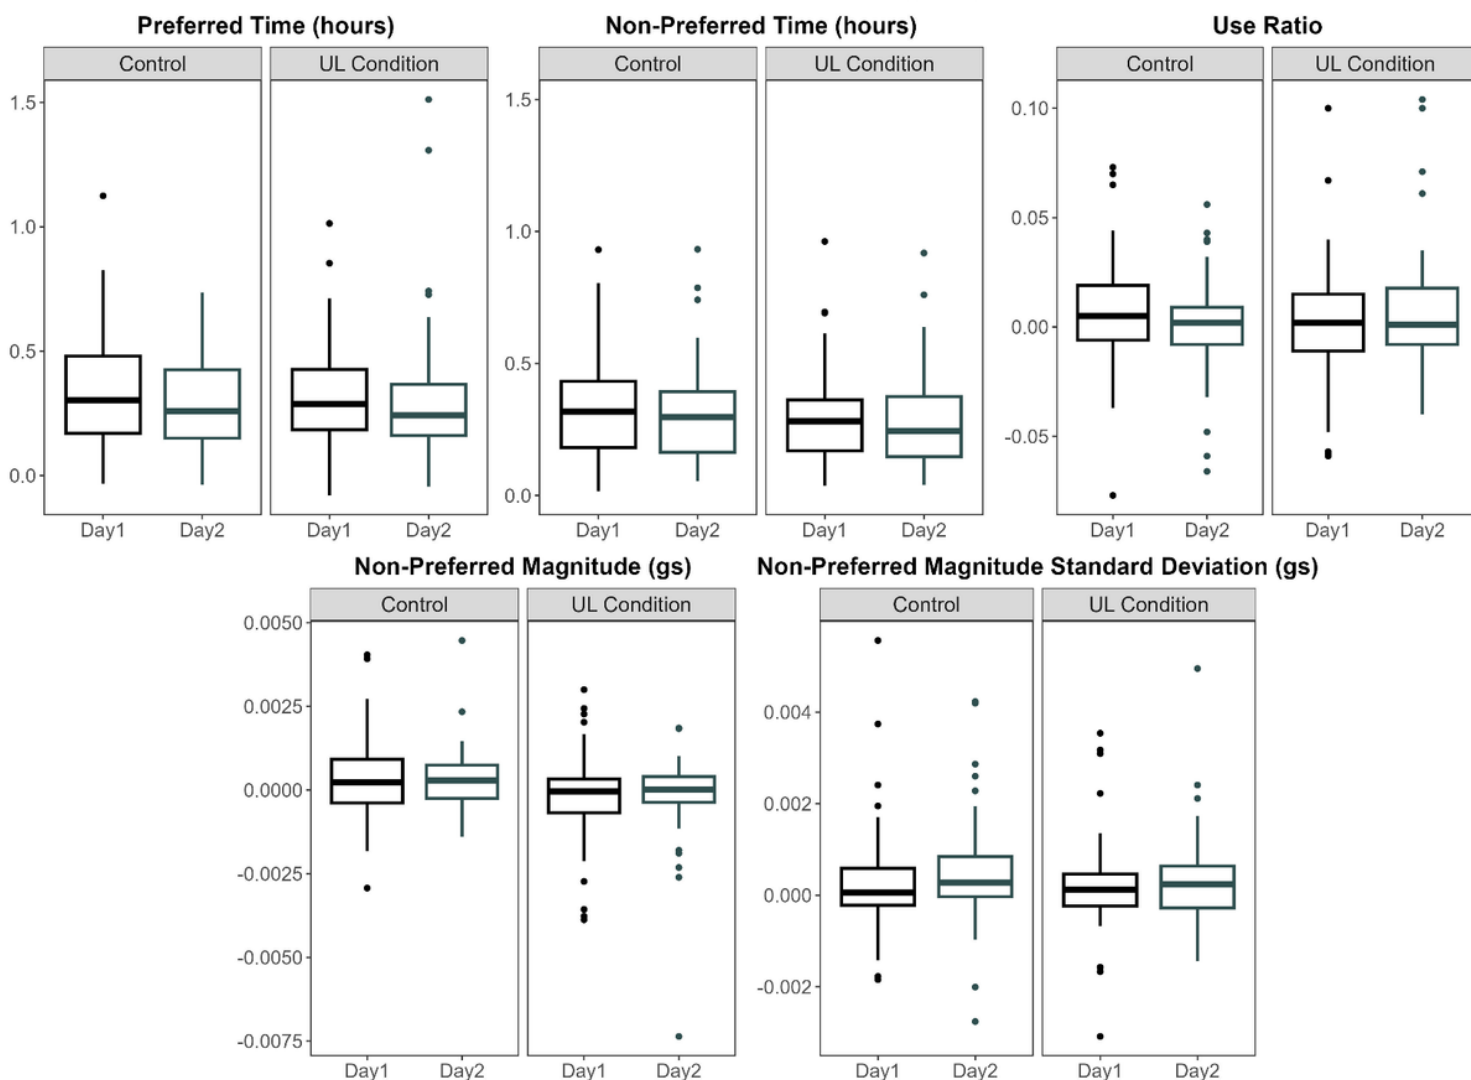 Preferred Time (hours) Non-Preferred Time (hours) Use Ratio
Control UL Condition Control UL Condition Control UL Condition
1.5 1.5 0.10
1.0 1.0 0.05
0.5 0.5 0.00
0.0 0.0 -0.05
Day1 Day2 Day1 Day2 Day1 Day2 Day1 Day2 Day1 Day2 Day1 Day2
Non-Preferred Magnitude (gs) Non-Preferred Magnitude Standard Deviation (gs)
Control UL Condition Control UL Condition
0.0050
0.0025 0.004
0.0000 0.002
-0.0025 0.000
-0.0050 -0.002
-0.0075
Day1 Day2 Day1 Day2 Day1 Day2 Day1 Day2